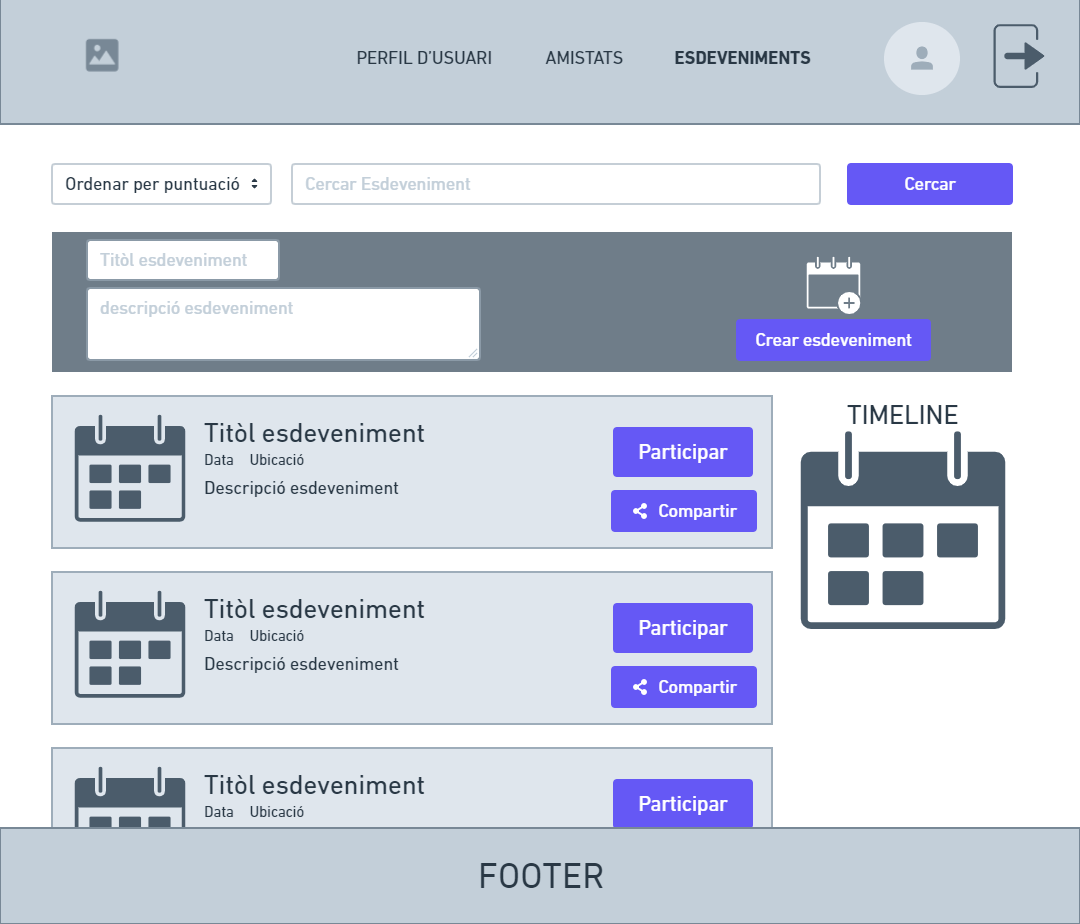 PERFIL D'USUARI AMISTATS ESDEVENIMENTS
Ordenar per puntuació Cercar Esdeveniment Cercar
Titòl esdeveniment
descripció esdeveniment
Crear esdeveniment
Titòl esdeveniment
Data Ubicació
Descripció esdeveniment
Participar
Compartir
TIMELINE
Titòl esdeveniment
Data Ubicació
Descripció esdeveniment
Participar
Compartir
Titòl esdeveniment
Data Ubicació
Participar
FOOTER